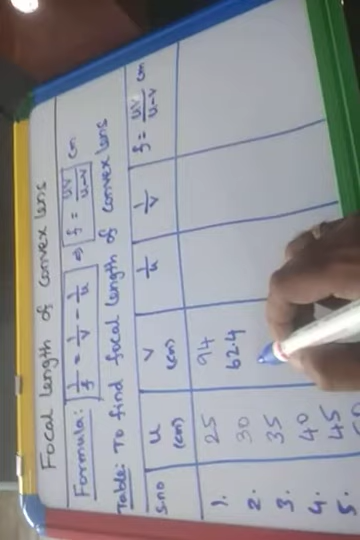 Focal length of convex lens
Formula: 1/f = 1/v - 1/u ⇒ f = uv/u-v cm
Table: To find focal length of convex lens
S.no u (cm) v (cm) 1/u 1/v f = uv/u-v cm
1. 25 94
2. 30 62.4
3. 35
4. 40
5. 45